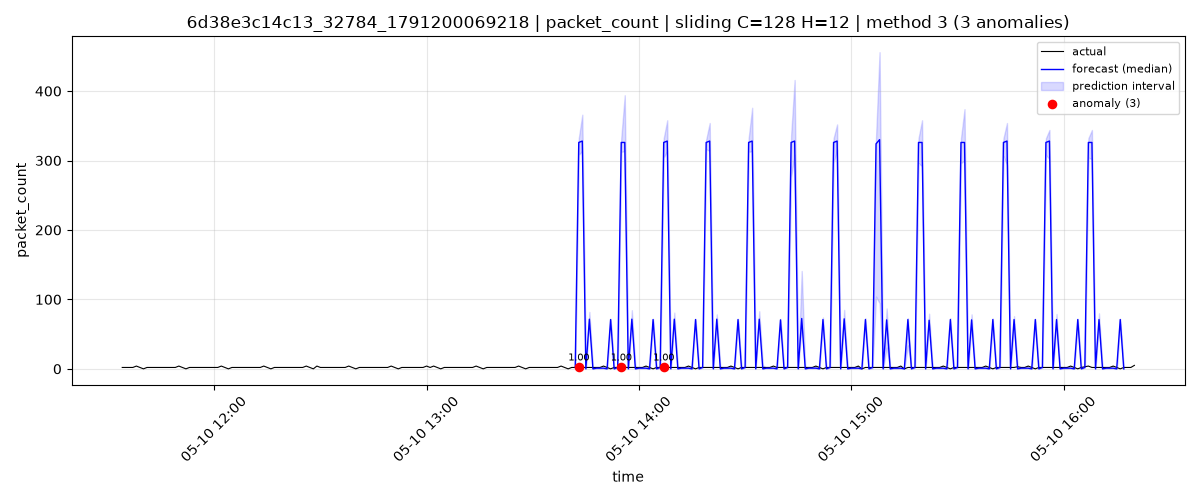 6d38e3c14c13_32784_1791200069218 | packet_count | sliding C=128 H=12 | method 3 (3 anomalies)
actual
forecast (median)
prediction interval
anomaly (3)
packet_count
400
300
200
100
0
1.00 1.00 1.00
05-10 12:00 05-10 13:00 05-10 14:00 05-10 15:00 05-10 16:00
time